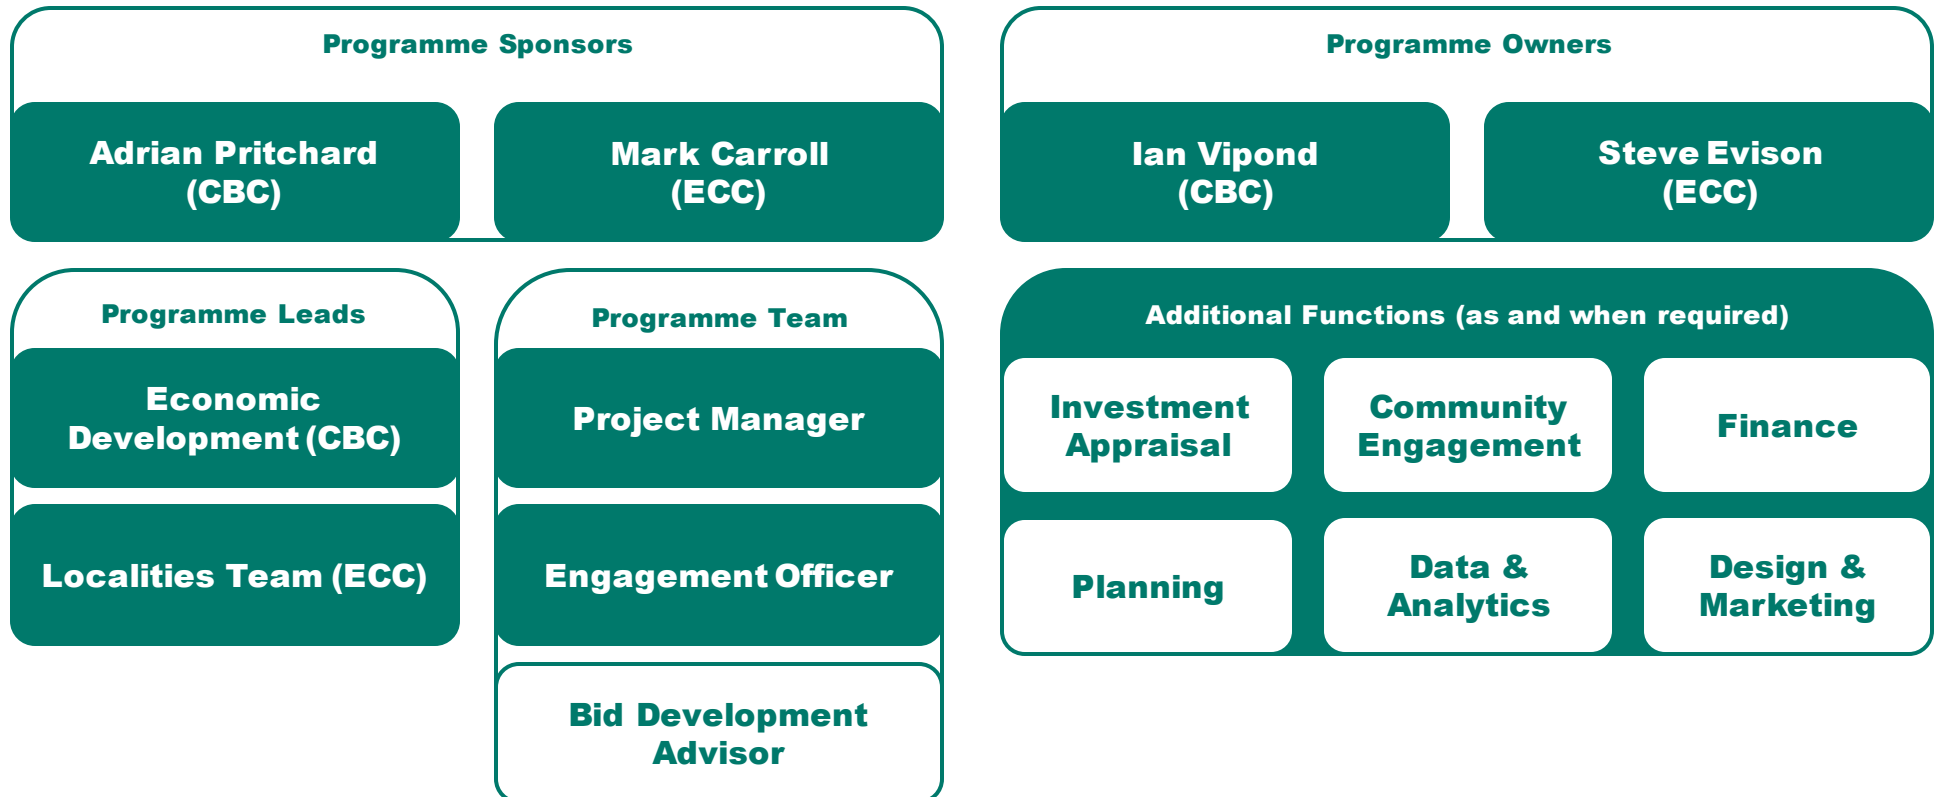 Programme Sponsors
Adrian Pritchard
(CBC)
Mark Carroll
(ECC)
Programme Owners
Ian Vipond
(CBC)
Steve Evison
(ECC)
Programme Leads
Economic
Development (CBC)
Localities Team (ECC)
Programme Team
Project Manager
Engagement Officer
Bid Development
Advisor
Additional Functions (as and when required)
Investment
Appraisal
Community
Engagement
Finance
Planning
Data &
Analytics
Design &
Marketing